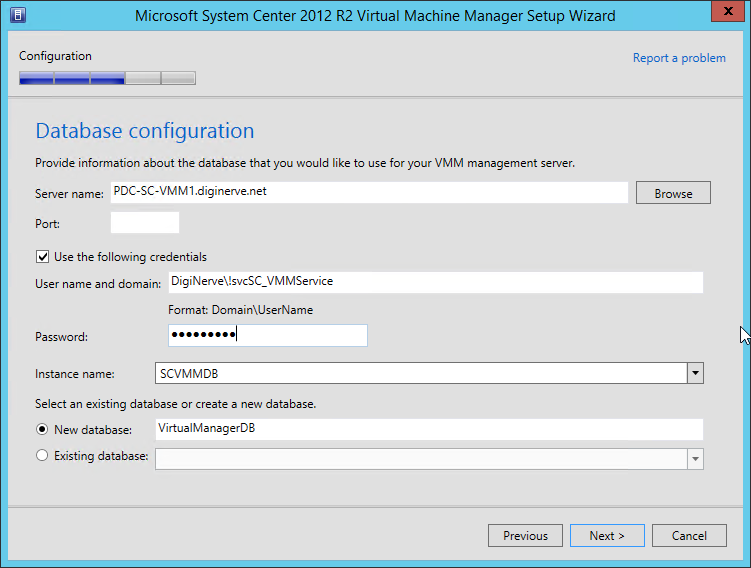 Microsoft System Center 2012 R2 Virtual Machine Manager Setup Wizard
x
Configuration
Report a problem
Database configuration
Provide information about the database that you would like to use for your VMM management server.
Server name: PDC-SC-VMM1.diginerve.net Browse
Port:
Use the following credentials
User name and domain: DigiNerve\!svcSC_VMMService
Format: Domain\UserName
Password: ●●●●●●●●●
Instance name: SCVMMDB
Select an existing database or create a new database.
New database: VirtualManagerDB
Existing database:
Previous Next > Cancel